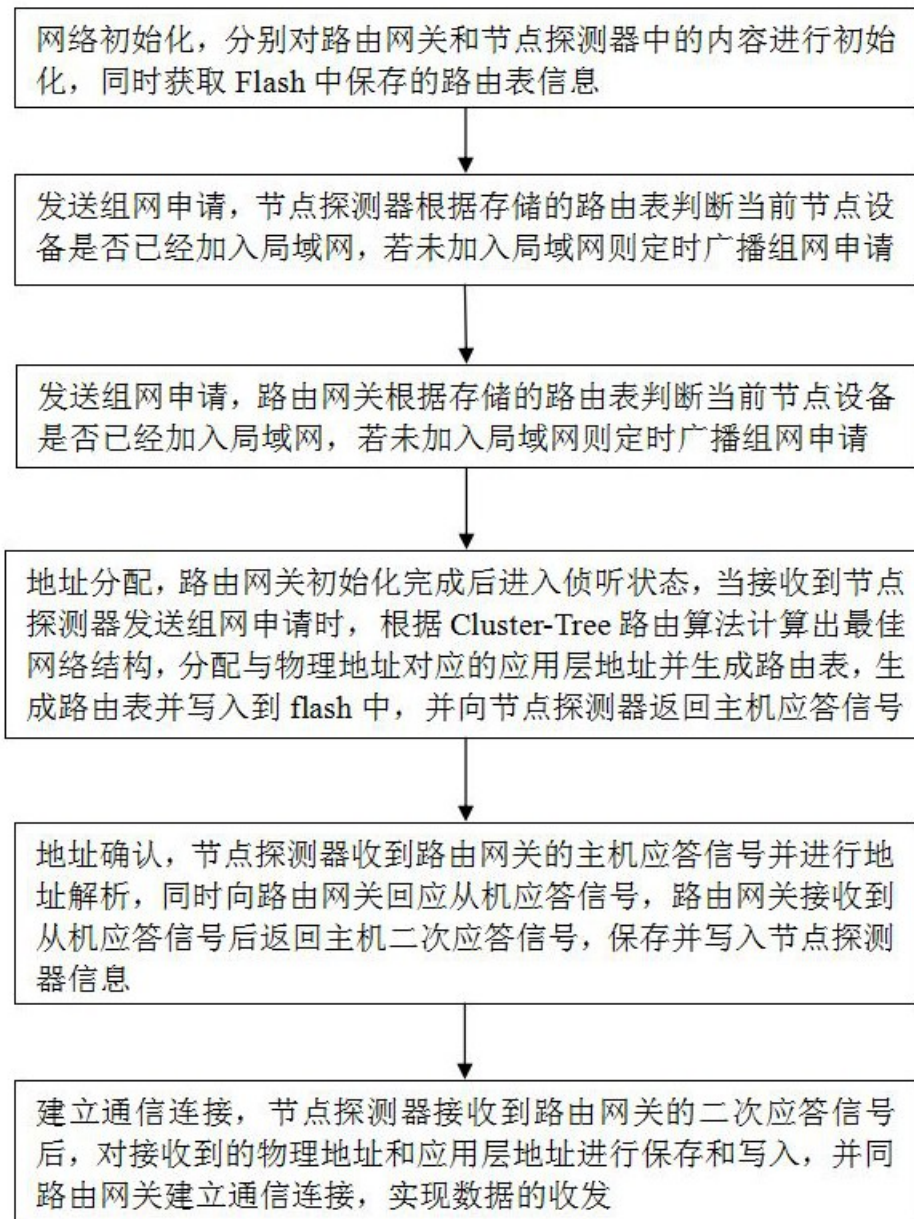 网络初始化，分别对路由网关和节点探测器中的内容进行初始
化，同时获取 Flash 中保存的路由表信息
发送组网申请，节点探测器根据存储的路由表判断当前节点设
备是否已经加入局域网，若未加入局域网则定时广播组网申请
发送组网申请，路由网关根据存储的路由表判断当前节点设备
是否已经加入局域网，若未加入局域网则定时广播组网申请
地址分配，路由网关初始化完成后进入侦听状态，当接收到节点
探测器发送组网申请时，根据 Cluster-Tree 路由算法计算出最佳
网络结构，分配与物理地址对应的应用层地址并生成路由表，生
成路由表并写入到 flash 中，并向节点探测器返回主机应答信号
地址确认，节点探测器收到路由网关的主机应答信号并进行地
址解析，同时向路由网关回应从机应答信号，路由网关接收到
从机应答信号后返回主机二次应答信号，保存并写入节点探测
器信息
建立通信连接，节点探测器接收到路由网关的二次应答信号
后，对接收到的物理地址和应用层地址进行保存和写入，并同
路由网关建立通信连接，实现数据的收发